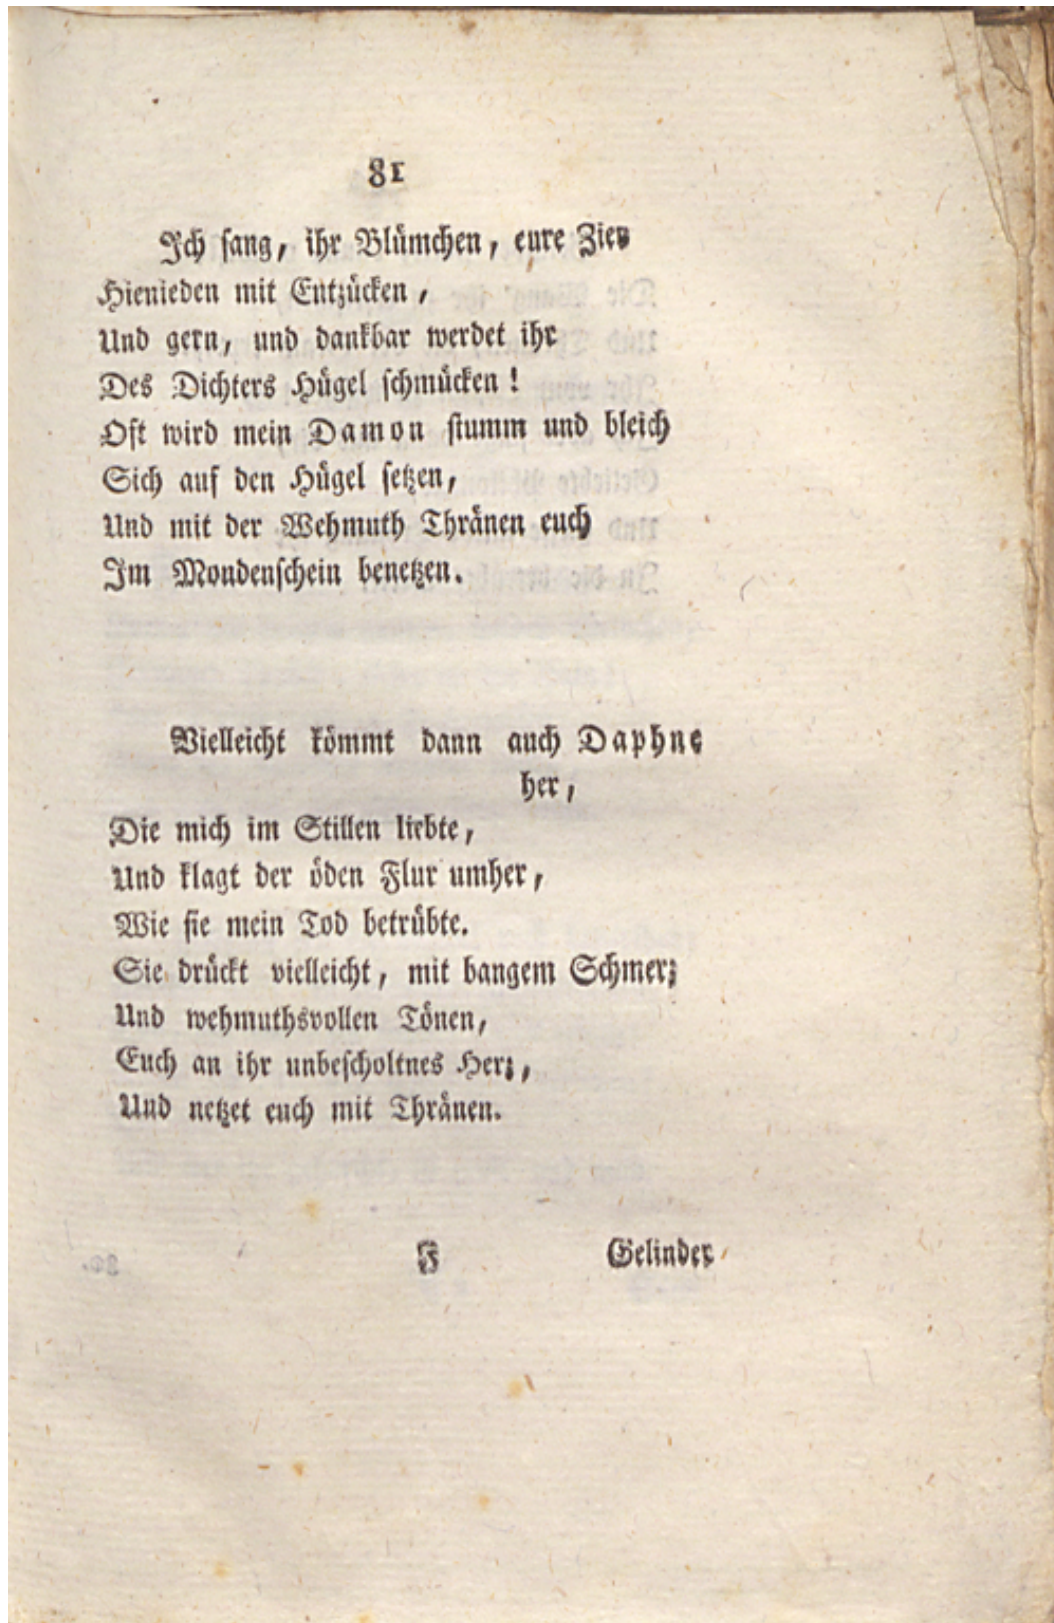 81
Ich sang, ihr Blümchen, eure Zier
Hienieden mit Entzücken,
Und gern, und dankbar werdet ihr
Des Dichters Hügel schmücken!
Oft wird mein Damon stumm und bleich
Sich auf den Hügel setzen,
Und mit der Wehmuth Thränen euch
Im Mondenschein benetzen.
Vielleicht kömmt dann auch Daphne
her,
Die mich im Stillen liebte,
Und klagt der öden Flur umher,
Wie sie mein Tod betrübte.
Sie drückt vielleicht, mit bangem Schmerz
Und wehmuthsvollen Tönen,
Euch an ihr unbescholtnes Herz,
Und netzet euch mit Thränen.
F Gelinder